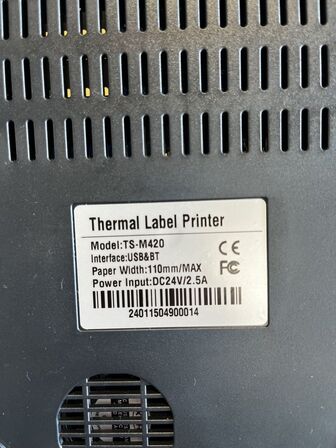 Thermal Label Printer
Model:TS-M420
Interface:USB&BT
Paper Width:110mm/MAX
Power Input:DC24V/2.5A
CE
FC
24011504900014